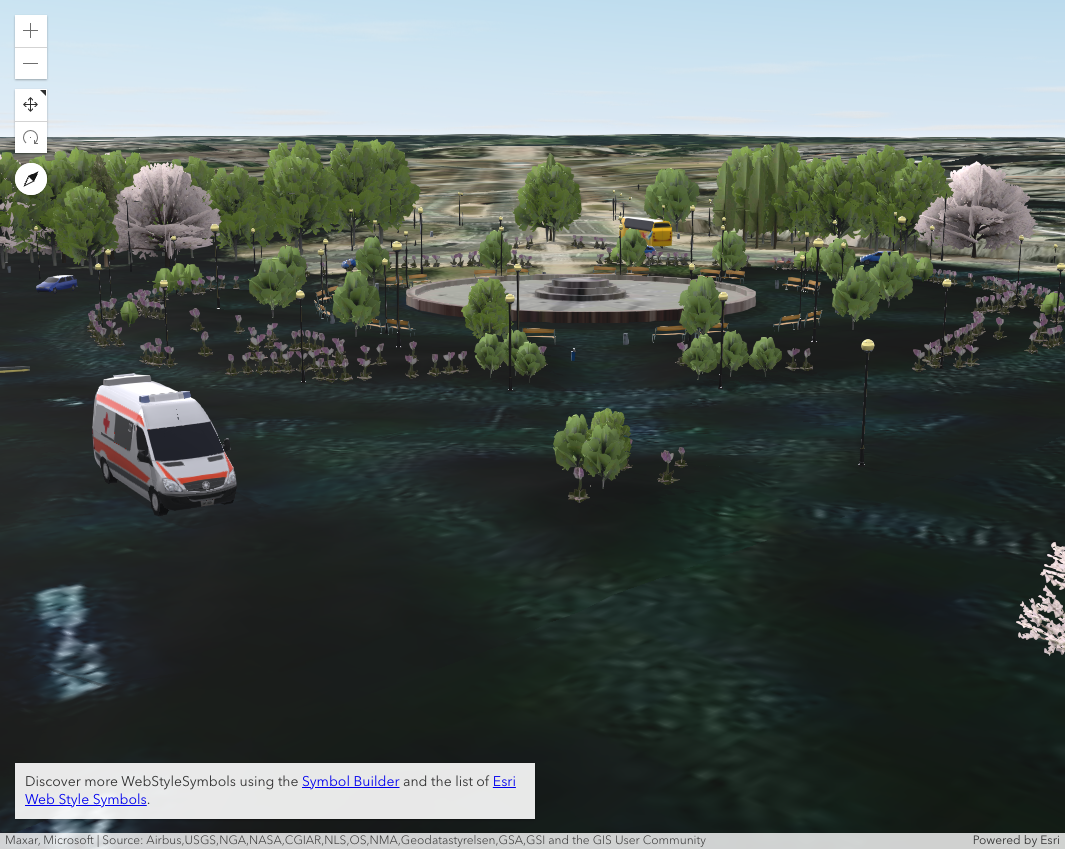 Discover more WebStyleSymbols using the Symbol Builder and the list of Esri
Web Style Symbols.
Maxar, Microsoft | Source: Airbus,USGS,NGA,NASA,CGIAR,NLS,OS,NMA,Geodatastyrelsen,GSA,GSI and the GIS User Community
Powered by Esri